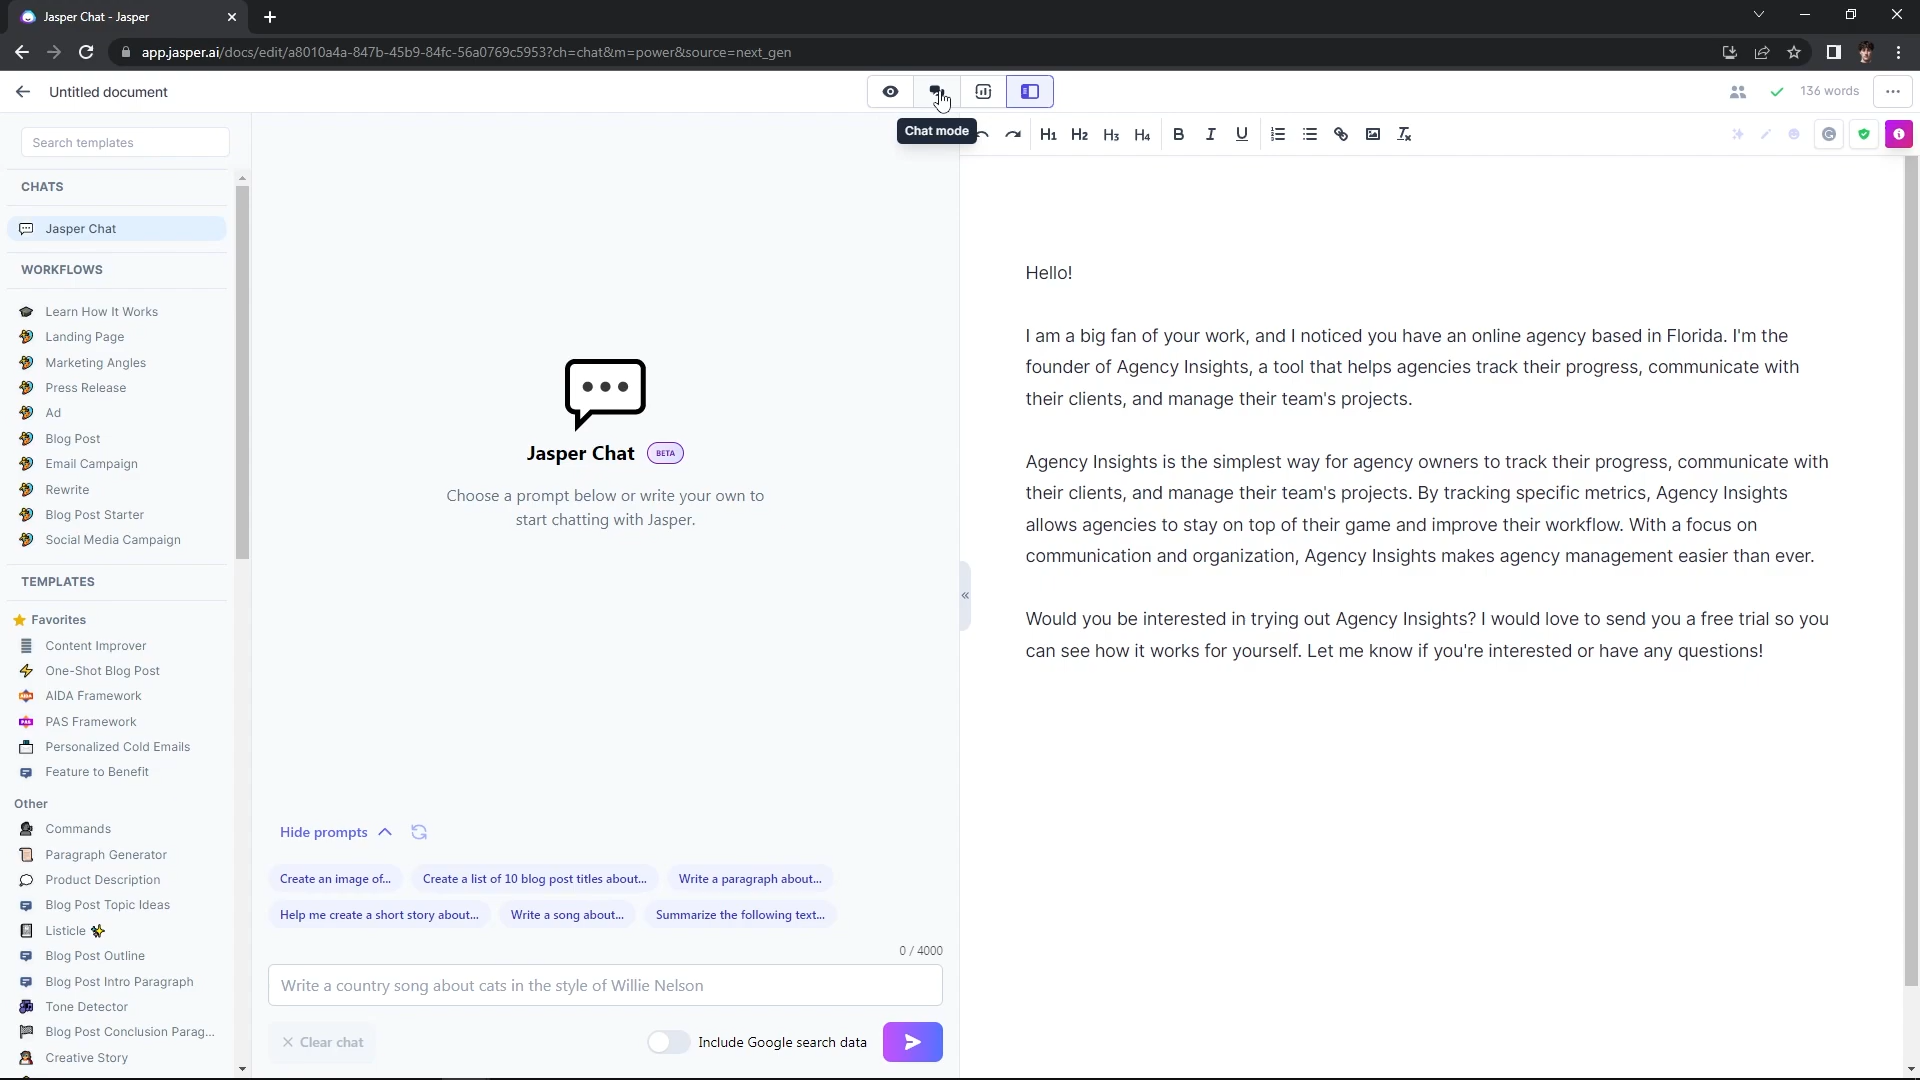 Jasper Chat - Jasper
app.jasper.ai/docs/edit/a8010a4a-847b-45b9-84fc-56a0769c5953?ch=chat&m=power&source=next_gen
Untitled document
136 words
Chat mode
H1 H2 H3 H4 B I U
Search templates
CHATS
Jasper Chat
WORKFLOWS
Learn How It Works
Landing Page
Marketing Angles
Press Release
Ad
Blog Post
Email Campaign
Rewrite
Blog Post Starter
Social Media Campaign
TEMPLATES
Favorites
Content Improver
One-Shot Blog Post
AIDA Framework
PAS Framework
Personalized Cold Emails
Feature to Benefit
Other
Commands
Paragraph Generator
Product Description
Blog Post Topic Ideas
Listicle
Blog Post Outline
Blog Post Intro Paragraph
Tone Detector
Blog Post Conclusion Parag...
Creative Story
Jasper Chat BETA
Choose a prompt below or write your own to
start chatting with Jasper.
Hide prompts
Create an image of...
Create a list of 10 blog post titles about...
Write a paragraph about...
Help me create a short story about...
Write a song about...
Summarize the following text...
0 / 4000
Write a country song about cats in the style of Willie Nelson
Clear chat
Include Google search data
Hello!
I am a big fan of your work, and I noticed you have an online agency based in Florida. I'm the
founder of Agency Insights, a tool that helps agencies track their progress, communicate with
their clients, and manage their team's projects.
Agency Insights is the simplest way for agency owners to track their progress, communicate with
their clients, and manage their team's projects. By tracking specific metrics, Agency Insights
allows agencies to stay on top of their game and improve their workflow. With a focus on
communication and organization, Agency Insights makes agency management easier than ever.
Would you be interested in trying out Agency Insights? I would love to send you a free trial so you
can see how it works for yourself. Let me know if you're interested or have any questions!